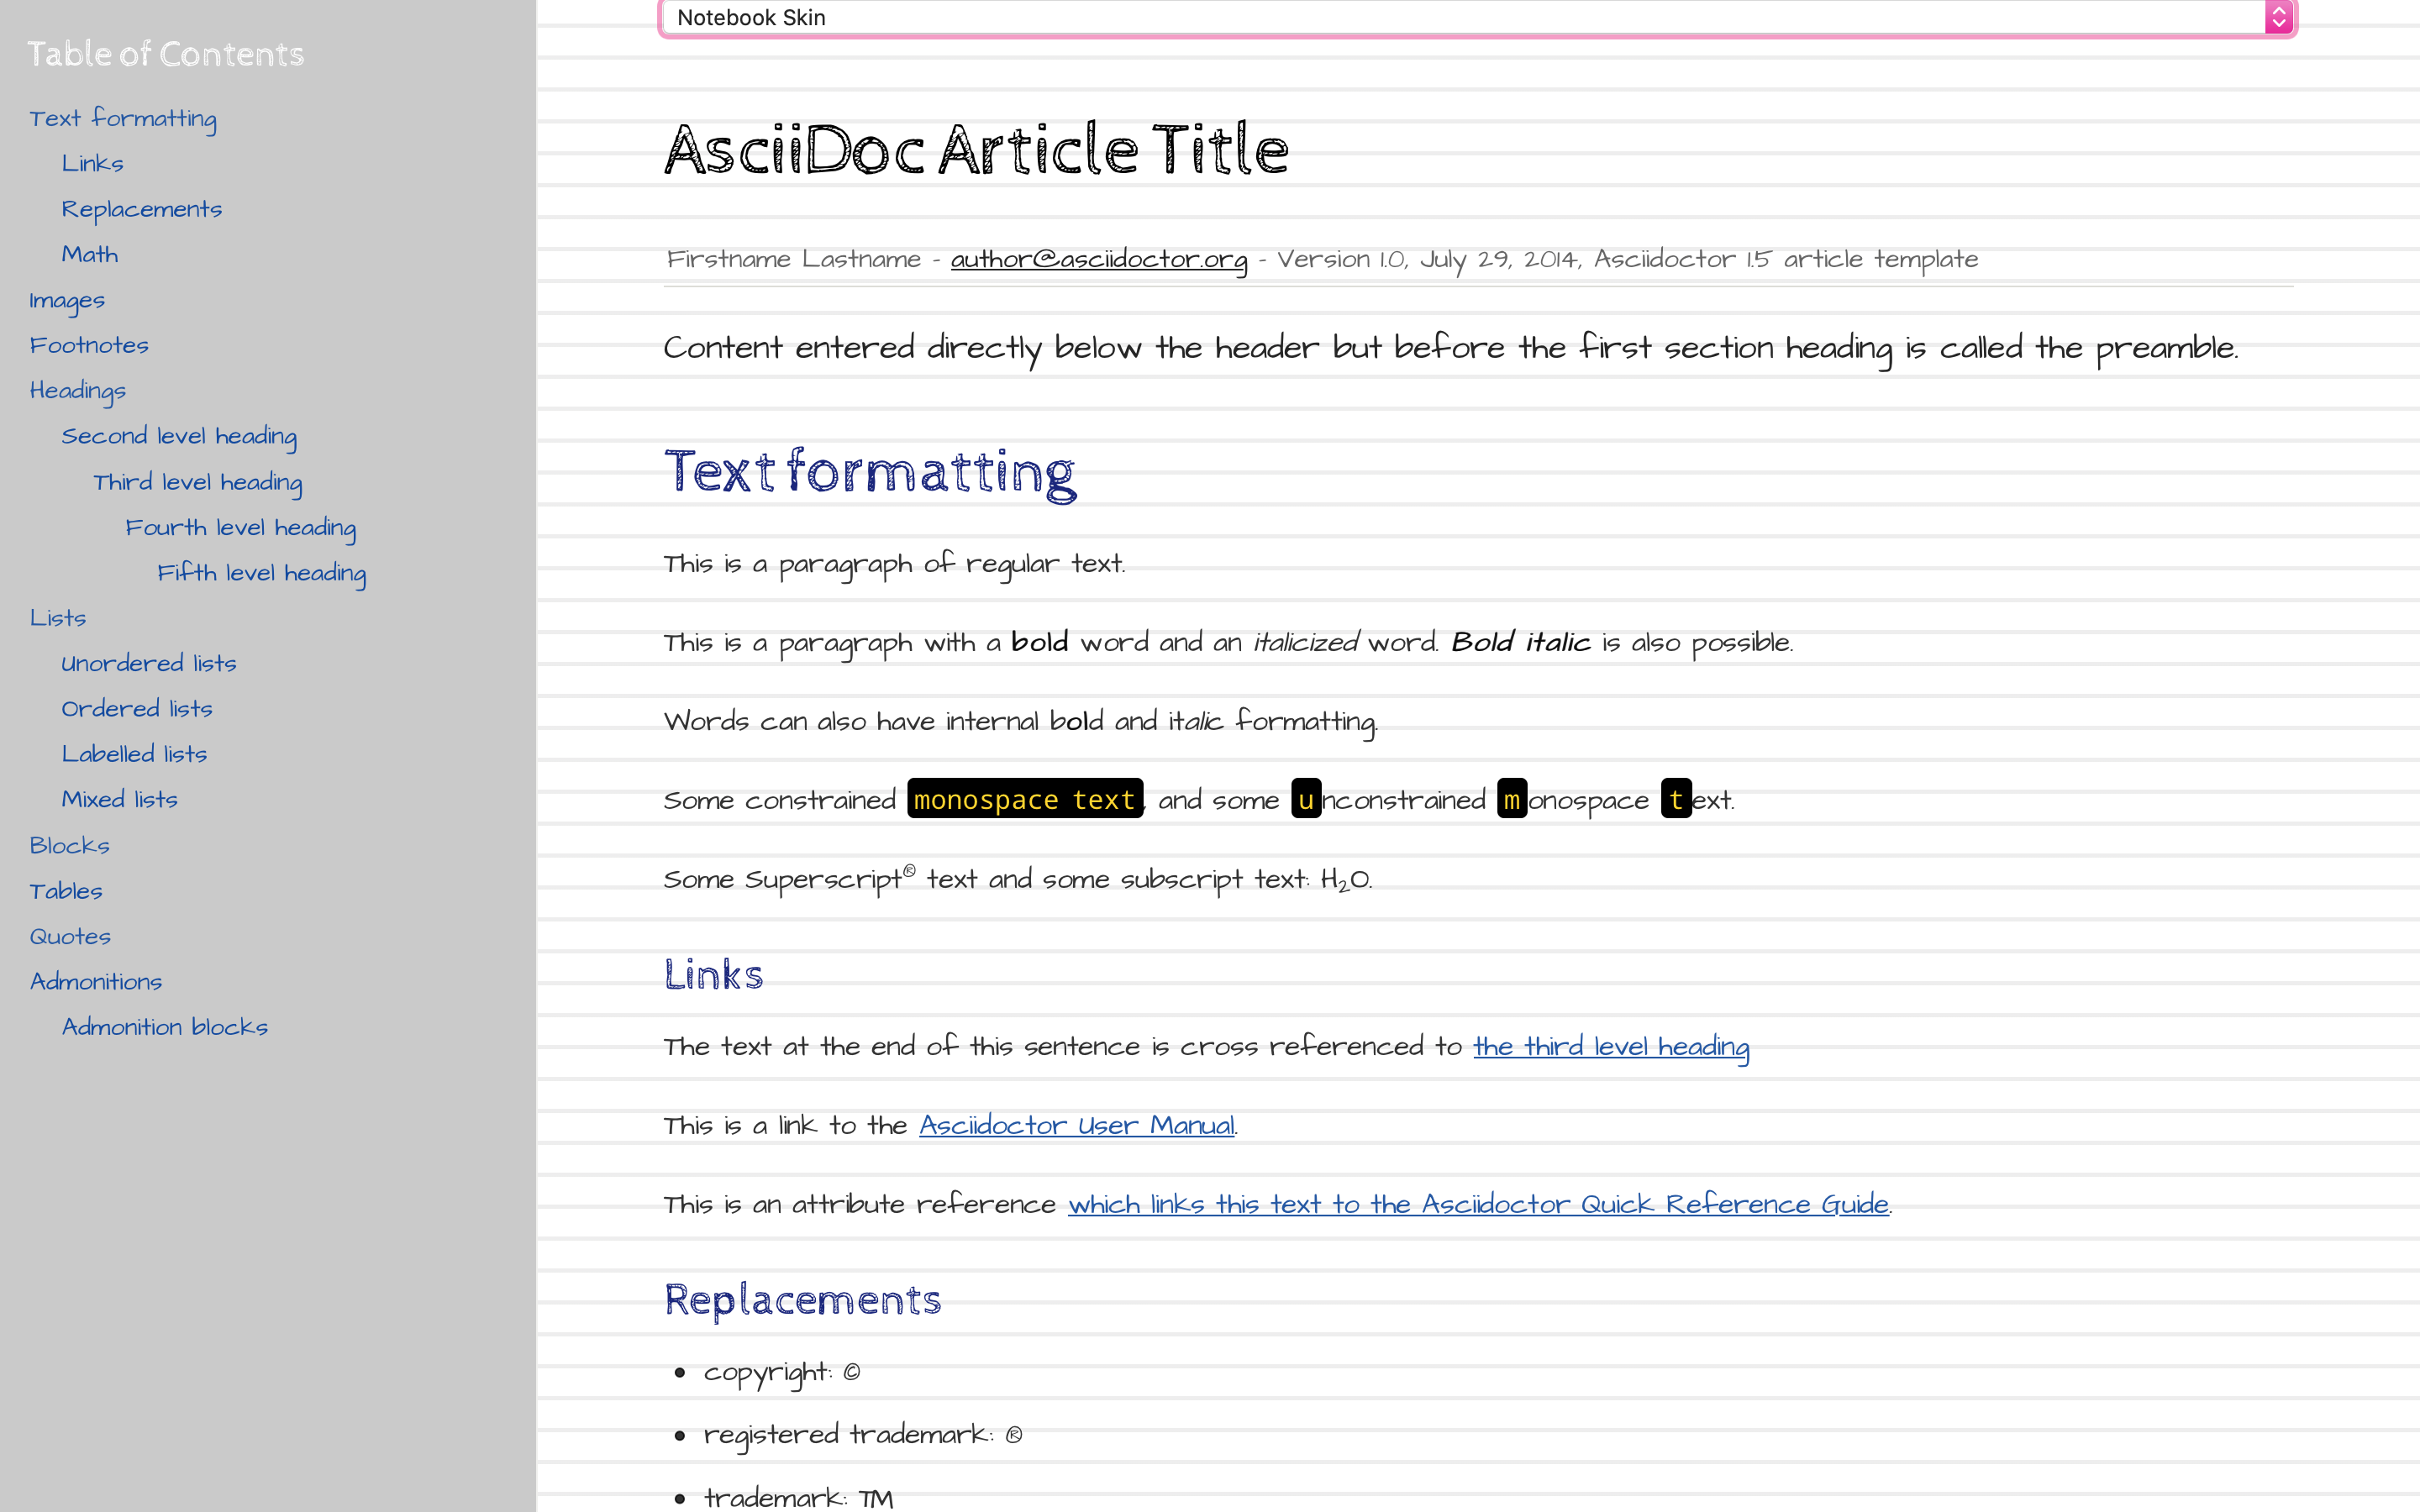 Table of Contents
Text formatting
Links
Replacements
Math
Images
Footnotes
Headings
Second level heading
Third level heading
Fourth level heading
Fifth level heading
Lists
Unordered lists
Ordered lists
Labelled lists
Mixed lists
Blocks
Tables
Quotes
Admonitions
Admonition blocks
Notebook Skin
AsciiDoc Article Title
Firstname Lastname - author@asciidoctor.org - Version 1.0, July 29, 2014, Asciidoctor 1.5 article template
Content entered directly below the header but before the first section heading is called the preamble.
Text formatting
This is a paragraph of regular text.
This is a paragraph with a bold word and an italicized word. Bold italic is also possible.
Words can also have internal bold and italic formatting.
Some constrained monospace text, and some unconstrained monospace text.
Some Superscript® text and some subscript text: H₂O.
Links
The text at the end of this sentence is cross referenced to the third level heading
This is a link to the Asciidoctor User Manual.
This is an attribute reference which links this text to the Asciidoctor Quick Reference Guide.
Replacements
• copyright: ©
• registered trademark: ®
• trademark: ™